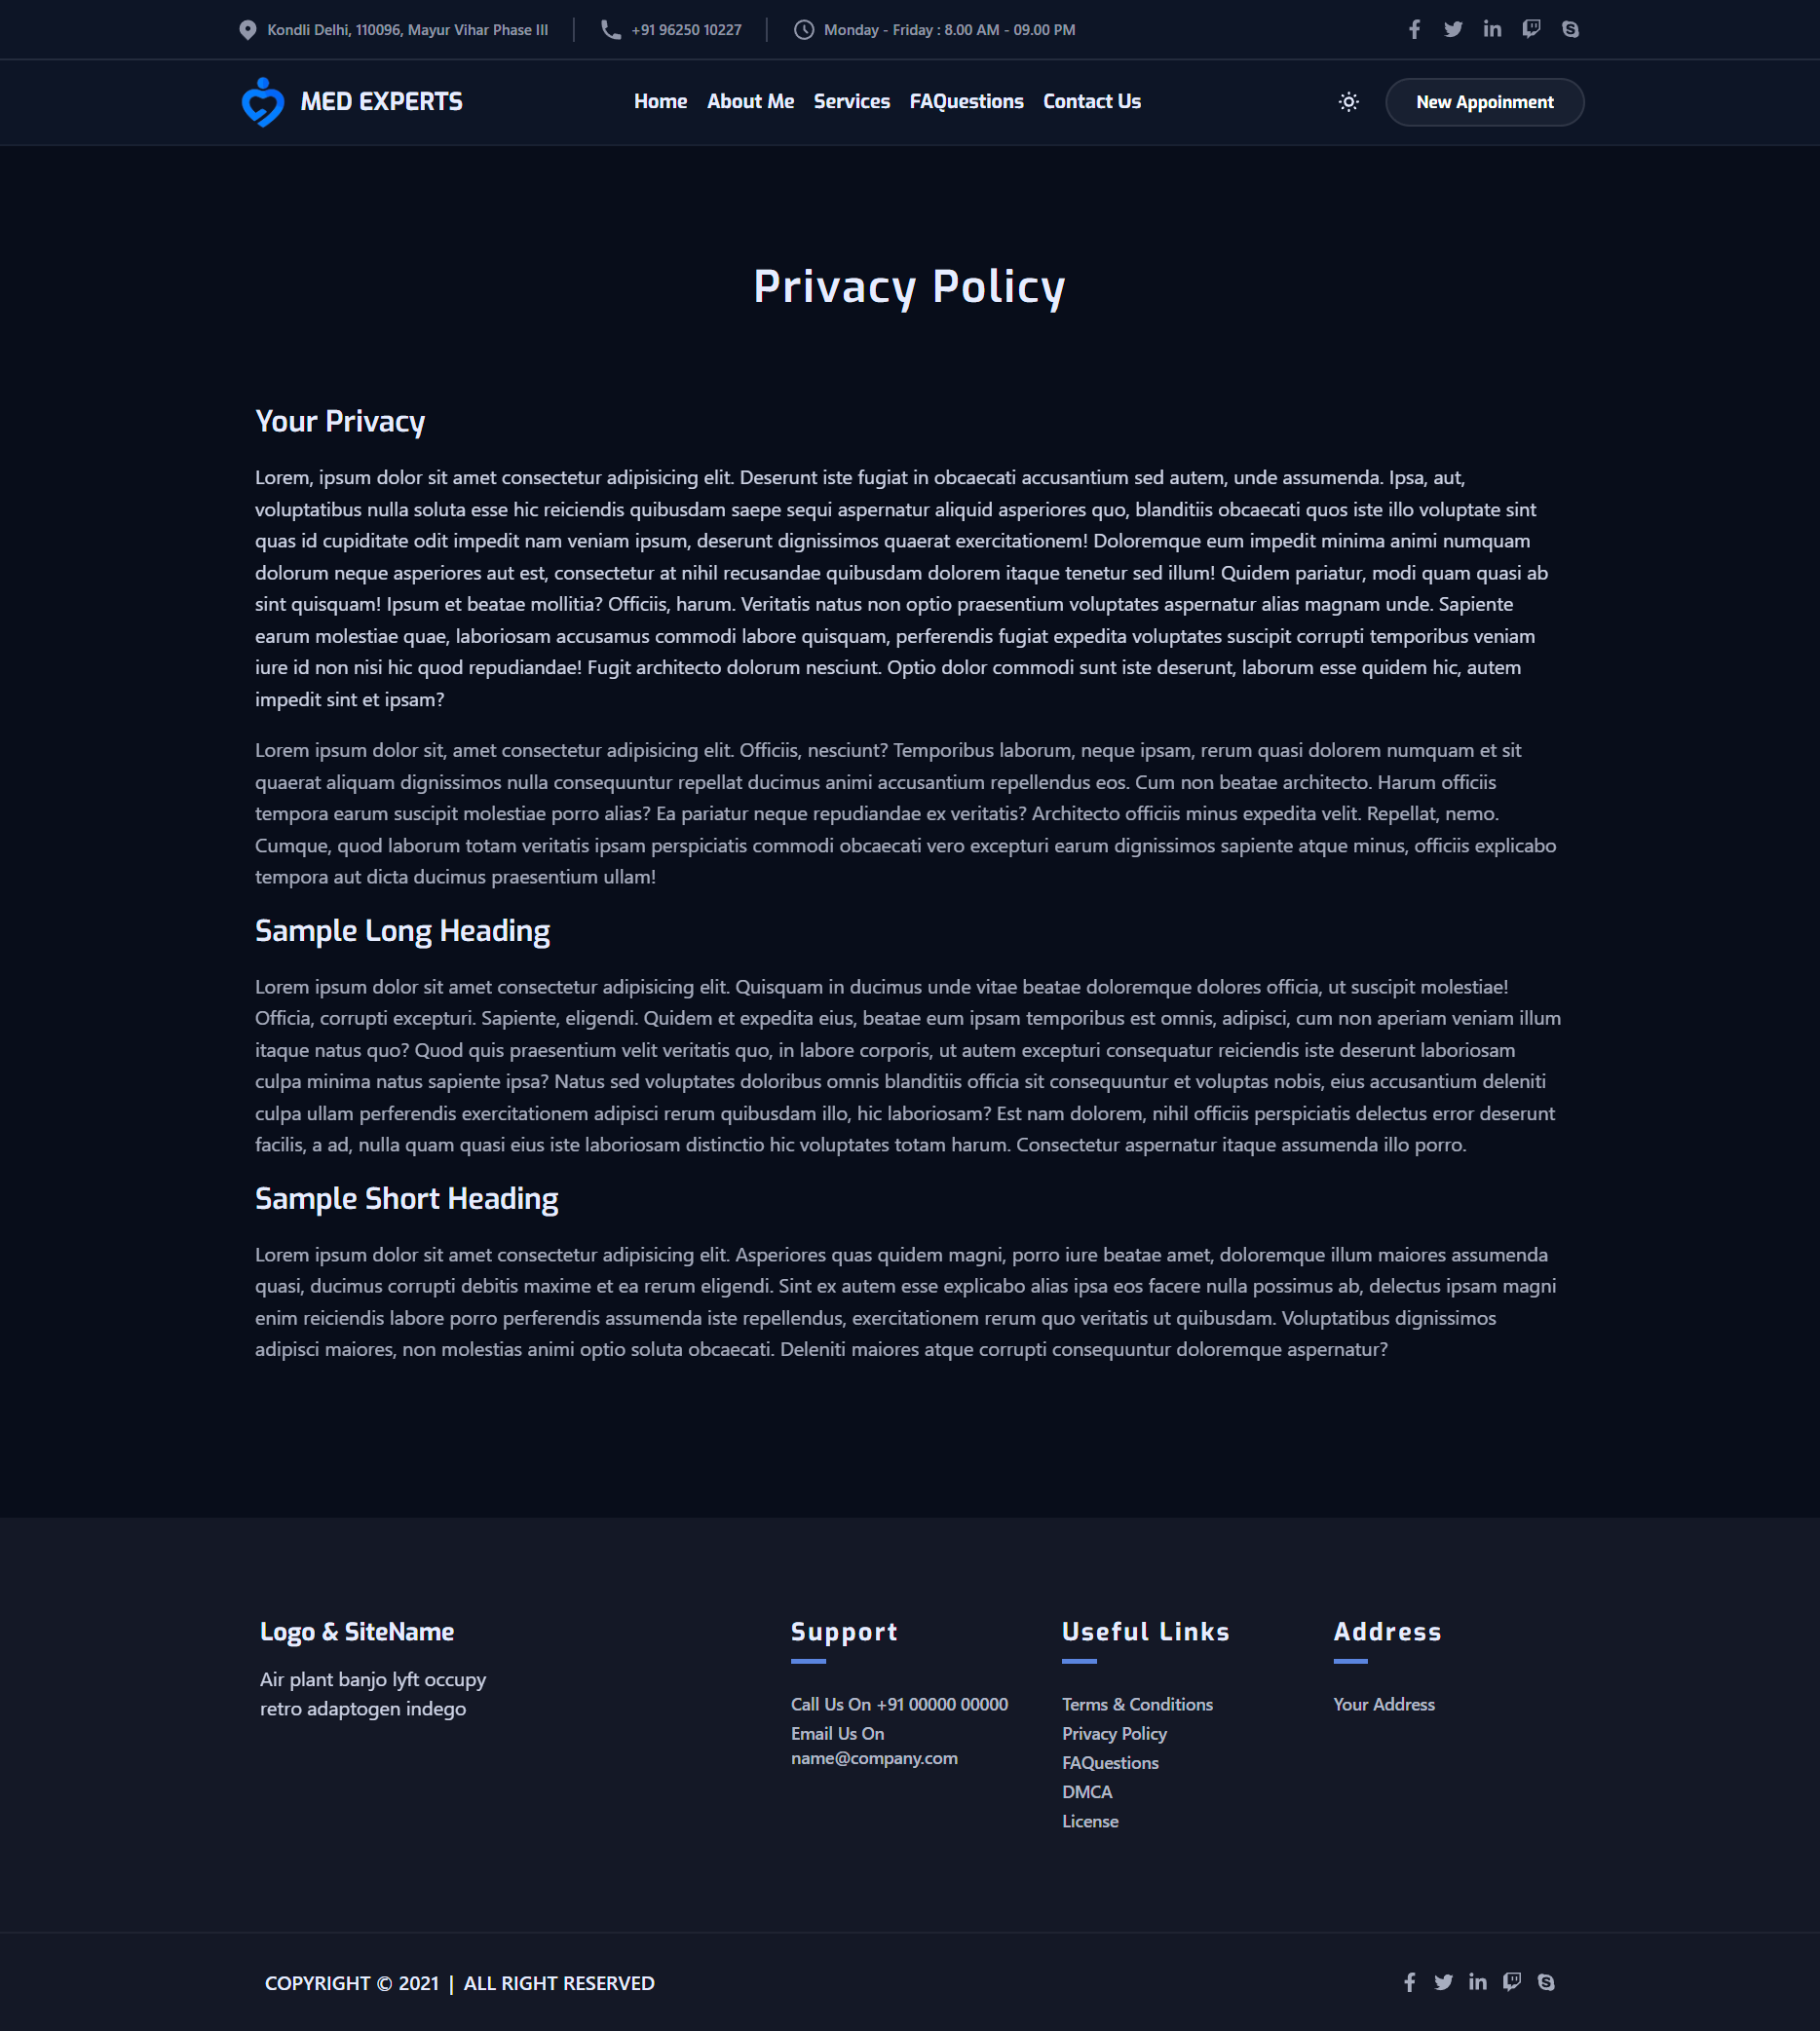 Kondli Delhi, 110096, Mayur Vihar Phase III
+91 96250 10227
Monday - Friday : 8.00 AM - 09.00 PM
MED EXPERTS
Home
About Me
Services
FAQuestions
Contact Us
New Appoinment
Privacy Policy
Your Privacy
Lorem, ipsum dolor sit amet consectetur adipisicing elit. Deserunt iste fugiat in obcaecati accusantium sed autem, unde assumenda. Ipsa, aut,
voluptatibus nulla soluta esse hic reiciendis quibusdam saepe sequi aspernatur aliquid asperiores quo, blanditiis obcaecati quos iste illo voluptate sint
quas id cupiditate odit impedit nam veniam ipsum, deserunt dignissimos quaerat exercitationem! Doloremque eum impedit minima animi numquam
dolorum neque asperiores aut est, consectetur at nihil recusandae quibusdam dolorem itaque tenetur sed illum! Quidem pariatur, modi quam quasi ab
sint quisquam! Ipsum et beatae mollitia? Officiis, harum. Veritatis natus non optio praesentium voluptates aspernatur alias magnam unde. Sapiente
earum molestiae quae, laboriosam accusamus commodi labore quisquam, perferendis fugiat expedita voluptates suscipit corrupti temporibus veniam
iure id non nisi hic quod repudiandae! Fugit architecto dolorum nesciunt. Optio dolor commodi sunt iste deserunt, laborum esse quidem hic, autem
impedit sint et ipsam?
Lorem ipsum dolor sit, amet consectetur adipisicing elit. Officiis, nesciunt? Temporibus laborum, neque ipsam, rerum quasi dolorem numquam et sit
quaerat aliquam dignissimos nulla consequuntur repellat ducimus animi accusantium repellendus eos. Cum non beatae architecto. Harum officiis
tempora earum suscipit molestiae porro alias? Ea pariatur neque repudiandae ex veritatis? Architecto officiis minus expedita velit. Repellat, nemo.
Cumque, quod laborum totam veritatis ipsam perspiciatis commodi obcaecati vero excepturi earum dignissimos sapiente atque minus, officiis explicabo
tempora aut dicta ducimus praesentium ullam!
Sample Long Heading
Lorem ipsum dolor sit amet consectetur adipisicing elit. Quisquam in ducimus unde vitae beatae doloremque dolores officia, ut suscipit molestiae!
Officia, corrupti excepturi. Sapiente, eligendi. Quidem et expedita eius, beatae eum ipsam temporibus est omnis, adipisci, cum non aperiam veniam illum
itaque natus quo? Quod quis praesentium velit veritatis quo, in labore corporis, ut autem excepturi consequatur reiciendis iste deserunt laboriosam
culpa minima natus sapiente ipsa? Natus sed voluptates doloribus omnis blanditiis officia sit consequuntur et voluptas nobis, eius accusantium deleniti
culpa ullam perferendis exercitationem adipisci rerum quibusdam illo, hic laboriosam? Est nam dolorem, nihil officiis perspiciatis delectus error deserunt
facilis, a ad, nulla quam quasi eius iste laboriosam distinctio hic voluptates totam harum. Consectetur aspernatur itaque assumenda illo porro.
Sample Short Heading
Lorem ipsum dolor sit amet consectetur adipisicing elit. Asperiores quas quidem magni, porro iure beatae amet, doloremque illum maiores assumenda
quasi, ducimus corrupti debitis maxime et ea rerum eligendi. Sint ex autem esse explicabo alias ipsa eos facere nulla possimus ab, delectus ipsam magni
enim reiciendis labore porro perferendis assumenda iste repellendus, exercitationem rerum quo veritatis ut quibusdam. Voluptatibus dignissimos
adipisci maiores, non molestias animi optio soluta obcaecati. Deleniti maiores atque corrupti consequuntur doloremque aspernatur?
Logo & SiteName
Air plant banjo lyft occupy
retro adaptogen indego
Support
Call Us On +91 00000 00000
Email Us On
name@company.com
Useful Links
Terms & Conditions
Privacy Policy
FAQuestions
DMCA
License
Address
Your Address
COPYRIGHT © 2021 | ALL RIGHT RESERVED